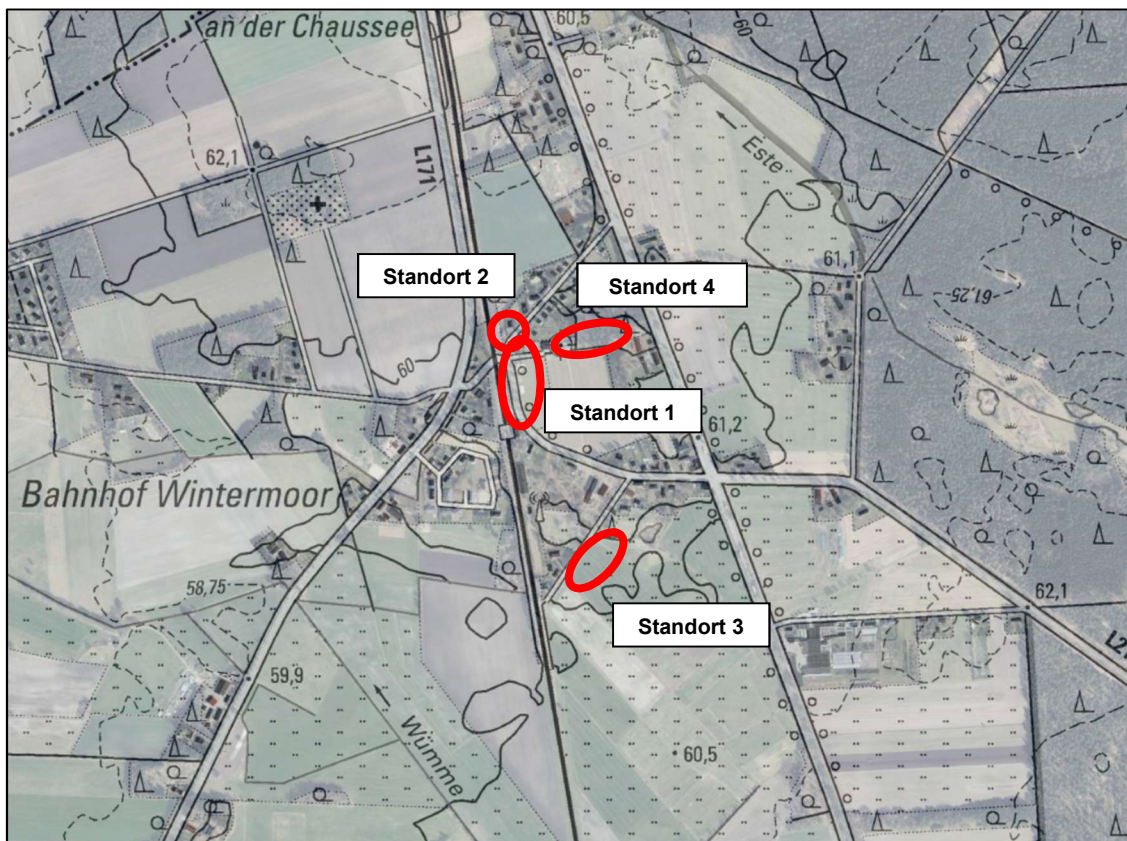 an der Chaussee
60,5
60
L171
62,1
Este
Standort 2
Standort 4
61,1
61,25
60
Standort 1
61,2
Bahnhof Wintermoor
58,75
62,1
Standort 3
L2
59,9
Wümme
60,5